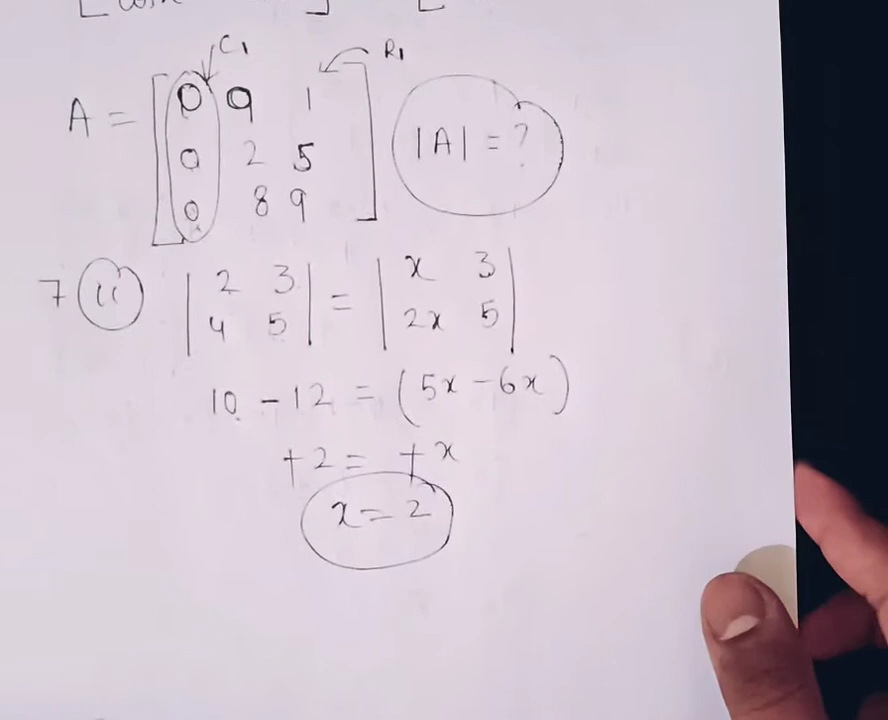 C1 R1
A = [ 0 9 1
0 2 5
0 8 9 ] |A| = ?
7 (ii) | 2 3 | = | x 3 |
| 4 5 | | 2x 5 |
10 - 12 = (5x - 6x)
+2 = +x
x = 2